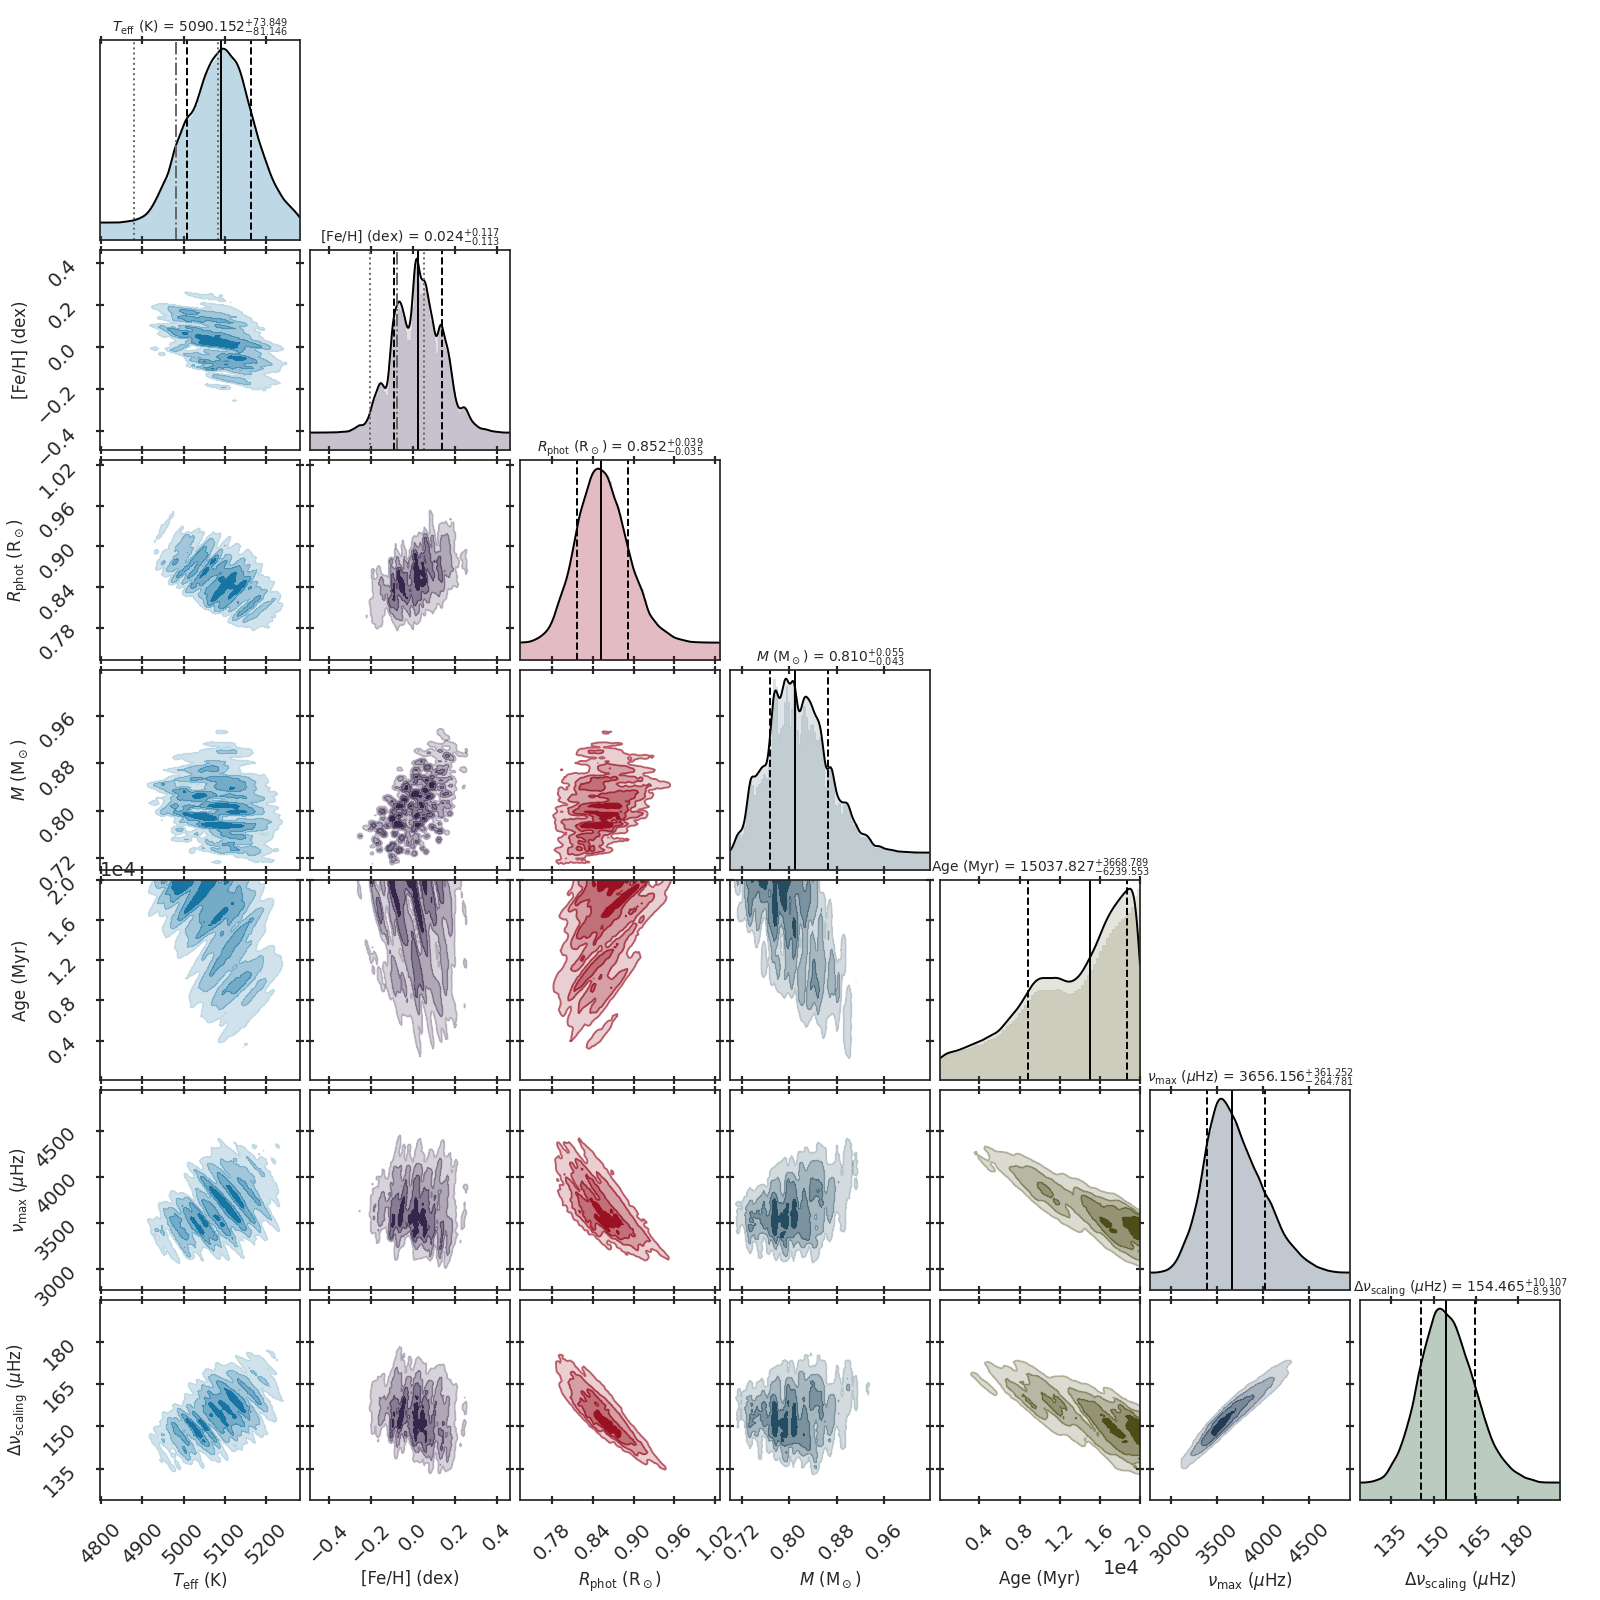 T_eff (K) = 5090.152 +73.849 −81.146
[Fe/H] (dex) = 0.024 +0.117 −0.113
[Fe/H] (dex)
0.4
0.2
0.0
−0.2
−0.4
R_phot (R⊙) = 0.852 +0.039 −0.035
R_phot (R⊙)
1.02
0.96
0.90
0.84
0.78
M (M⊙) = 0.810 +0.055 −0.043
M (M⊙)
0.96
0.88
0.80
0.72
1e4
Age (Myr) = 15037.827 +3668.789 −6239.553
Age (Myr)
2.0
1.6
1.2
0.8
0.4
ν_max (μHz) = 3656.156 +361.252 −264.781
ν_max (μHz)
4500
4000
3500
3000
Δν_scaling (μHz) = 154.465 +10.107 −8.930
Δν_scaling (μHz)
180
165
150
135
4800 4900 5000 5100 5200
−0.4 −0.2 0.0 0.2 0.4
0.78 0.84 0.90 0.96 1.02
0.72 0.80 0.88 0.96
0.4 0.8 1.2 1.6 2.0
1e4
3000 3500 4000 4500
135 150 165 180
T_eff (K)
[Fe/H] (dex)
R_phot (R⊙)
M (M⊙)
Age (Myr)
ν_max (μHz)
Δν_scaling (μHz)